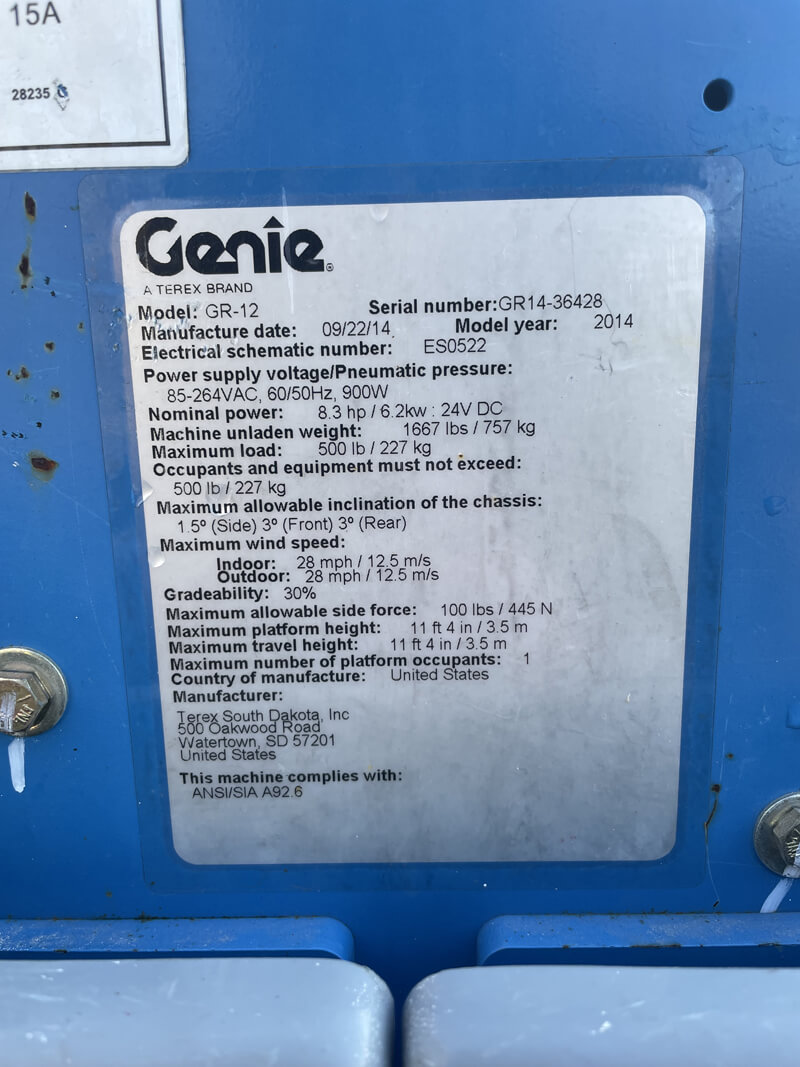 15A
28235
Genie®
A TEREX BRAND
Model: GR-12 Serial number:GR14-36428
Manufacture date: 09/22/14 Model year: 2014
Electrical schematic number: ES0522
Power supply voltage/Pneumatic pressure:
85-264VAC, 60/50Hz, 900W
Nominal power: 8.3 hp / 6.2kw : 24V DC
Machine unladen weight: 1667 lbs / 757 kg
Maximum load: 500 lb / 227 kg
Occupants and equipment must not exceed:
500 lb / 227 kg
Maximum allowable inclination of the chassis:
1.5º (Side) 3º (Front) 3º (Rear)
Maximum wind speed:
Indoor: 28 mph / 12.5 m/s
Outdoor: 28 mph / 12.5 m/s
Gradeability: 30%
Maximum allowable side force: 100 lbs / 445 N
Maximum platform height: 11 ft 4 in / 3.5 m
Maximum travel height: 11 ft 4 in / 3.5 m
Maximum number of platform occupants: 1
Country of manufacture: United States
Manufacturer:
Terex South Dakota, Inc
500 Oakwood Road
Watertown, SD 57201
United States
This machine complies with:
ANSI/SIA A92.6